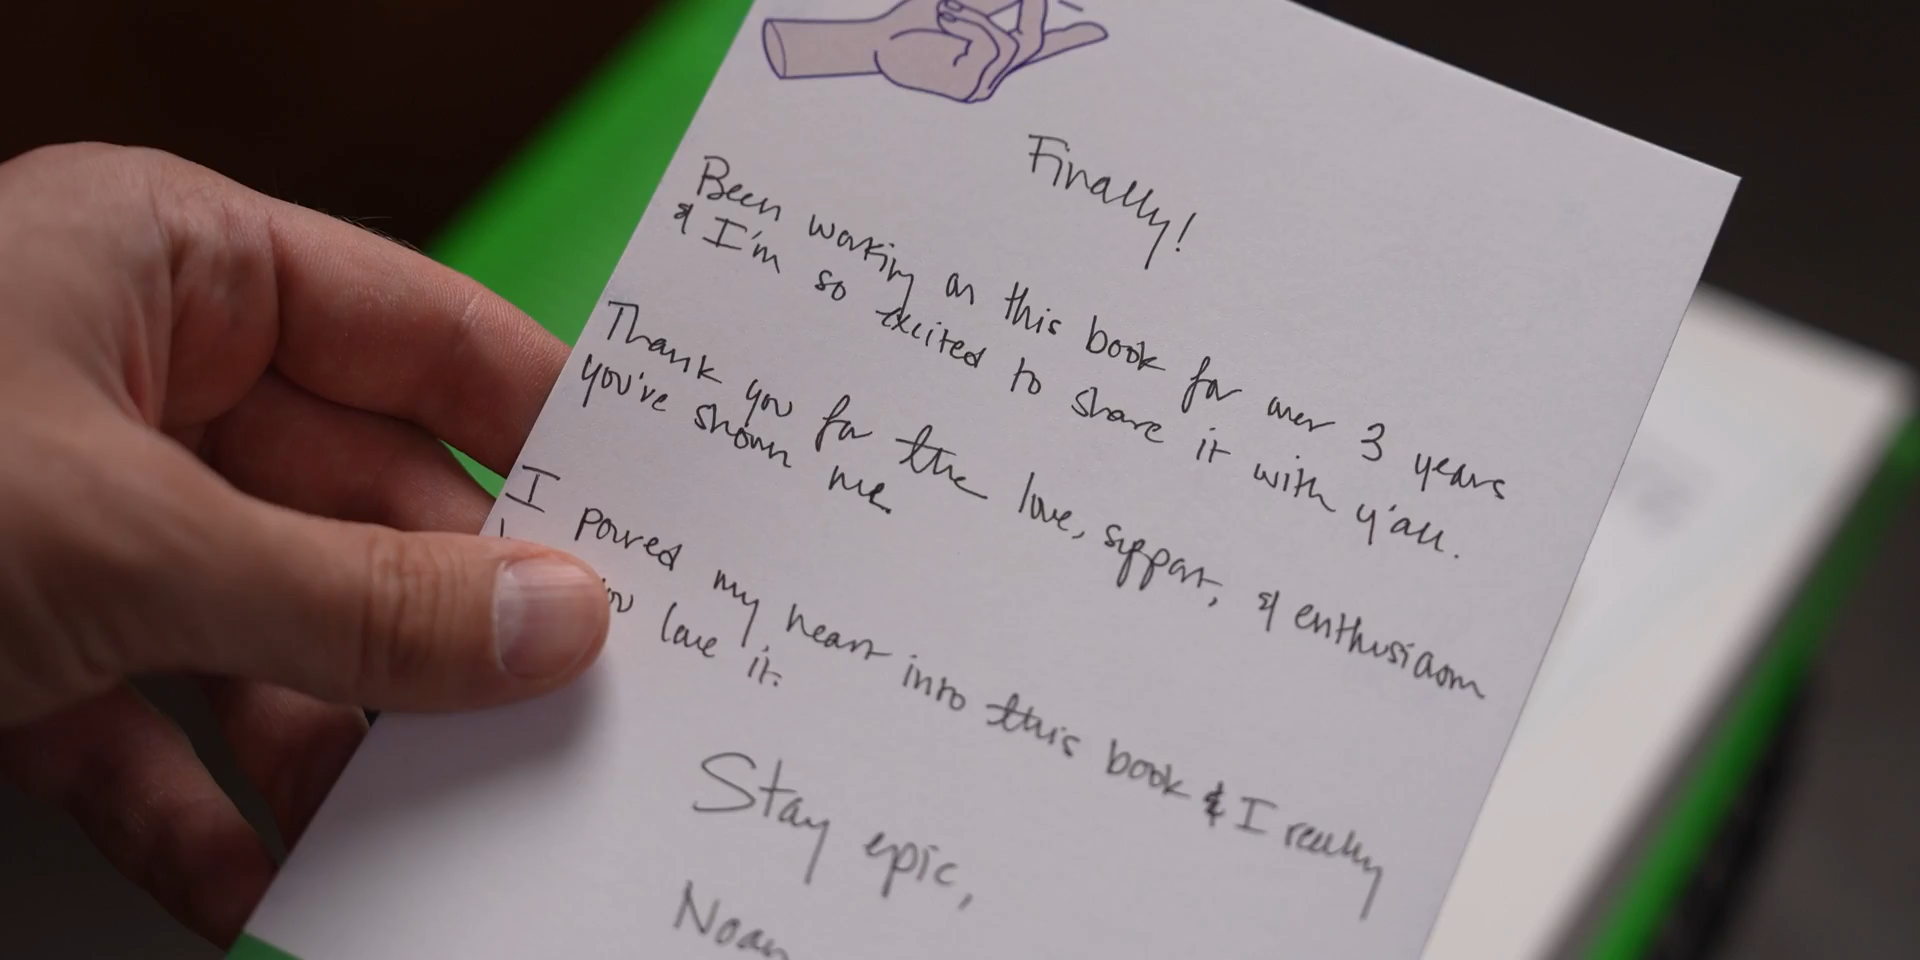 Finally!
Been working on this book for over 3 years
& I'm so excited to share it with y'all.
Thank you for the love, support, & enthusiasm
you've shown me.
I poured my heart into this book & I really
you love it.
Stay epic,
Noah